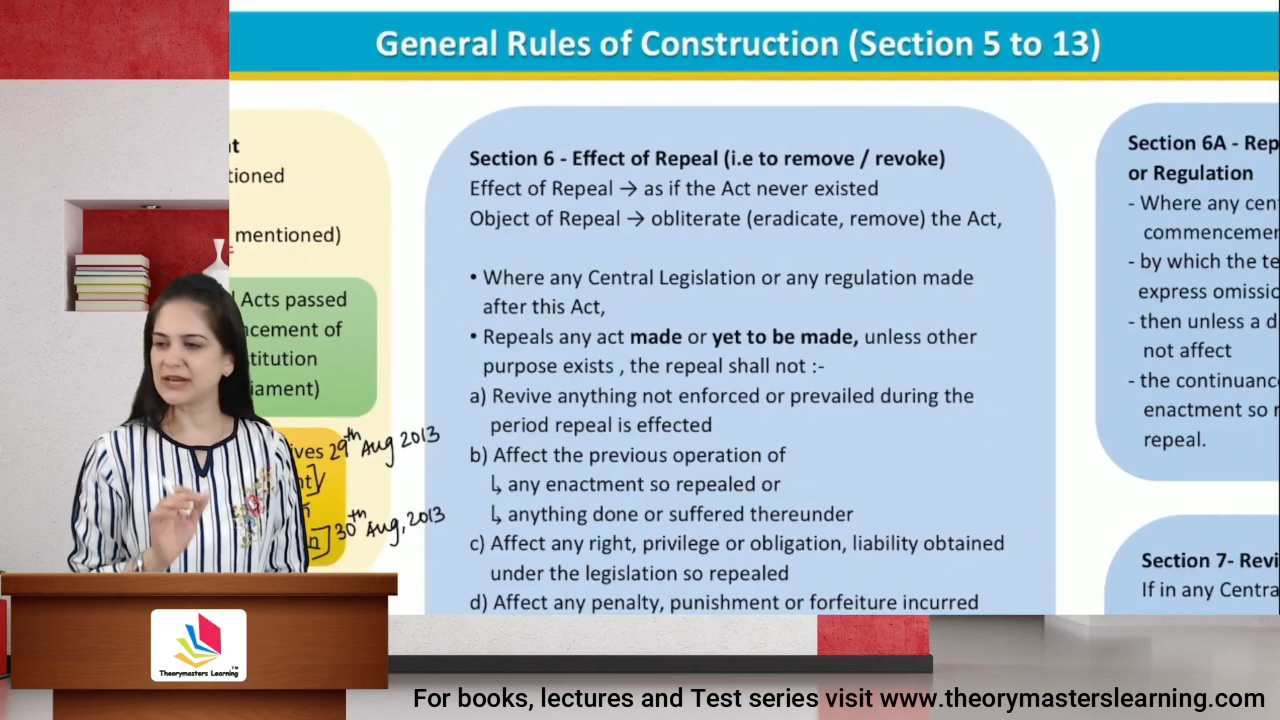 General Rules of Construction (Section 5 to 13)
tioned
mentioned)
Acts passed
ncement of
titution
iament)
ives 29th Aug 2013
30th Aug, 2013
Section 6 - Effect of Repeal (i.e to remove / revoke)
Effect of Repeal → as if the Act never existed
Object of Repeal → obliterate (eradicate, remove) the Act,
• Where any Central Legislation or any regulation made
after this Act,
• Repeals any act made or yet to be made, unless other
purpose exists , the repeal shall not :-
a) Revive anything not enforced or prevailed during the
period repeal is effected
b) Affect the previous operation of
↳ any enactment so repealed or
↳ anything done or suffered thereunder
c) Affect any right, privilege or obligation, liability obtained
under the legislation so repealed
d) Affect any penalty, punishment or forfeiture incurred
Section 6A - Rep
or Regulation
- Where any cen
commencemen
- by which the te
express omissio
- then unless a d
not affect
- the continuanc
enactment so r
repeal.
Section 7- Revi
If in any Centra
Theorymasters Learning™
For books, lectures and Test series visit www.theorymasterslearning.com